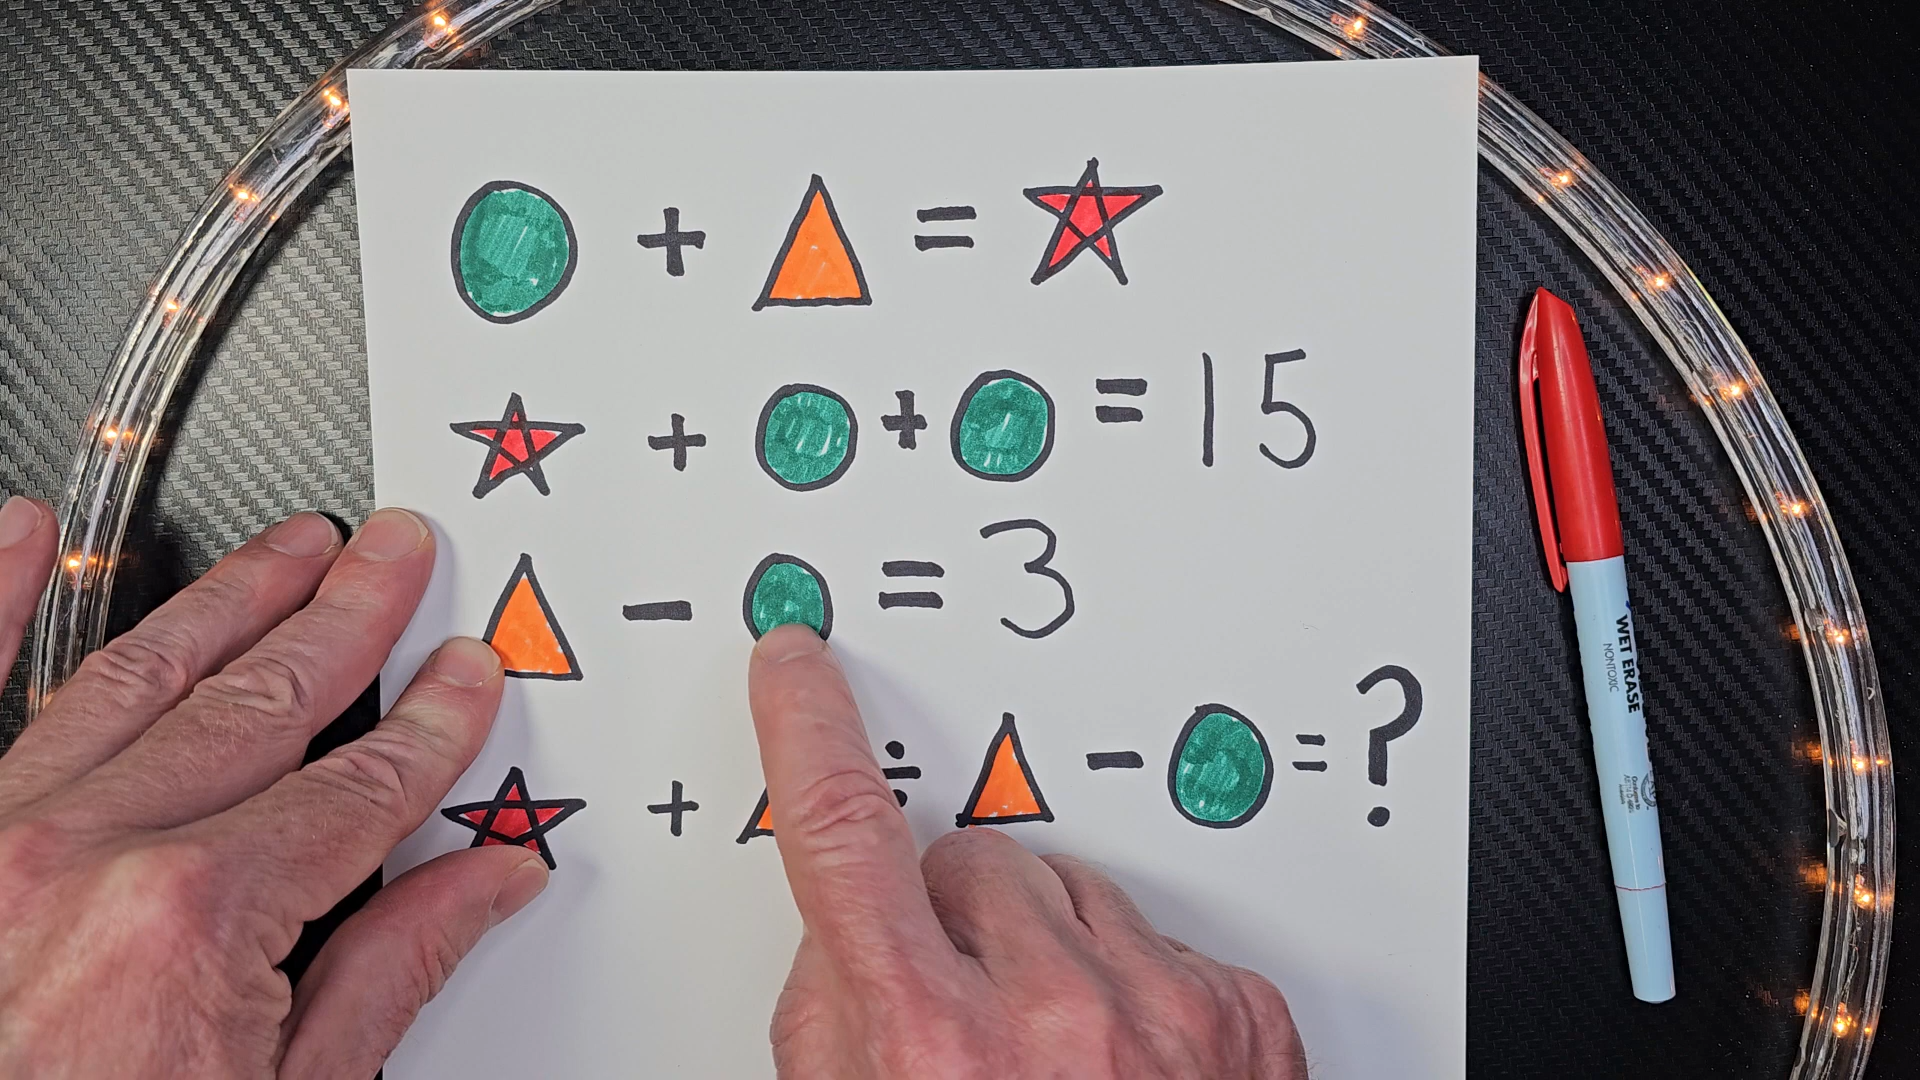 + =
+ + = 15
- = 3
+ ÷ - = ?
WET ERASE
NONTOXIC